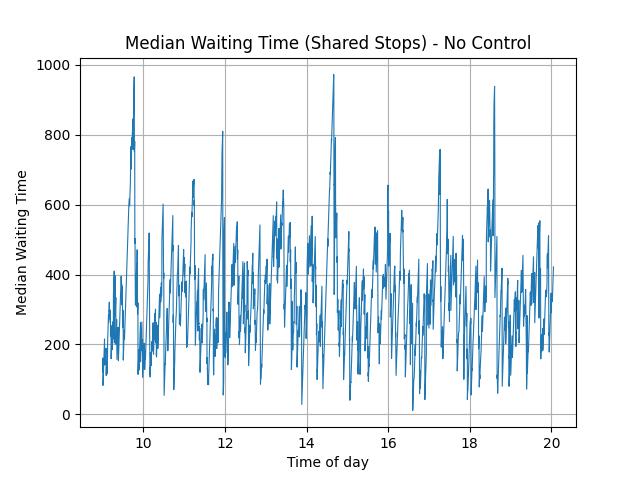 Median Waiting Time (Shared Stops) - No Control
1000
800
600
400
200
0
Median Waiting Time
10 12 14 16 18 20
Time of day